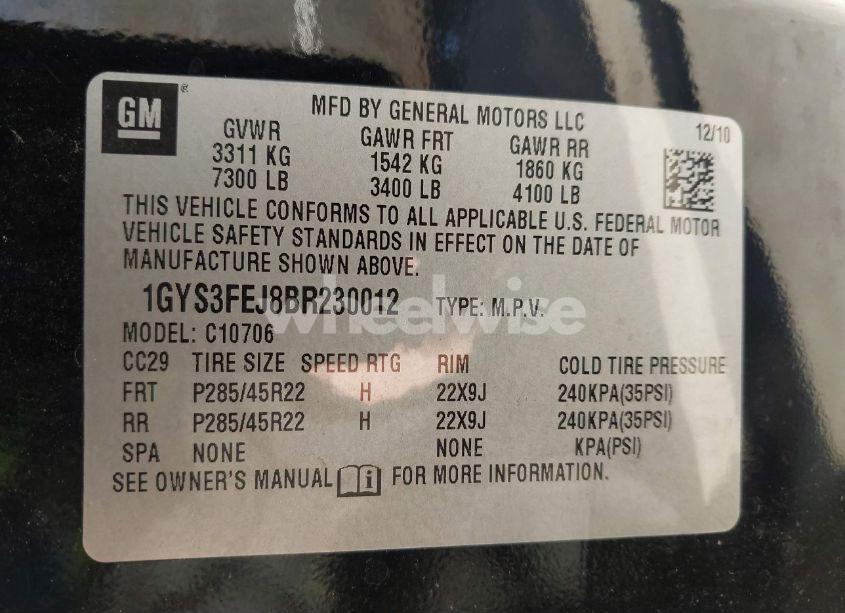 GM ®
MFD BY GENERAL MOTORS LLC
12/10
GVWR GAWR FRT GAWR RR
3311 KG 1542 KG 1860 KG
7300 LB 3400 LB 4100 LB
THIS VEHICLE CONFORMS TO ALL APPLICABLE U.S. FEDERAL MOTOR
VEHICLE SAFETY STANDARDS IN EFFECT ON THE DATE OF
MANUFACTURE SHOWN ABOVE.
1GYS3FEJ8BR230012 TYPE: M.P.V.
wheelwise
MODEL: C10706
CC29 TIRE SIZE SPEED RTG RIM COLD TIRE PRESSURE
FRT P285/45R22 H 22X9J 240KPA(35PSI)
RR P285/45R22 H 22X9J 240KPA(35PSI)
SPA NONE NONE KPA(PSI)
SEE OWNER'S MANUAL i FOR MORE INFORMATION.